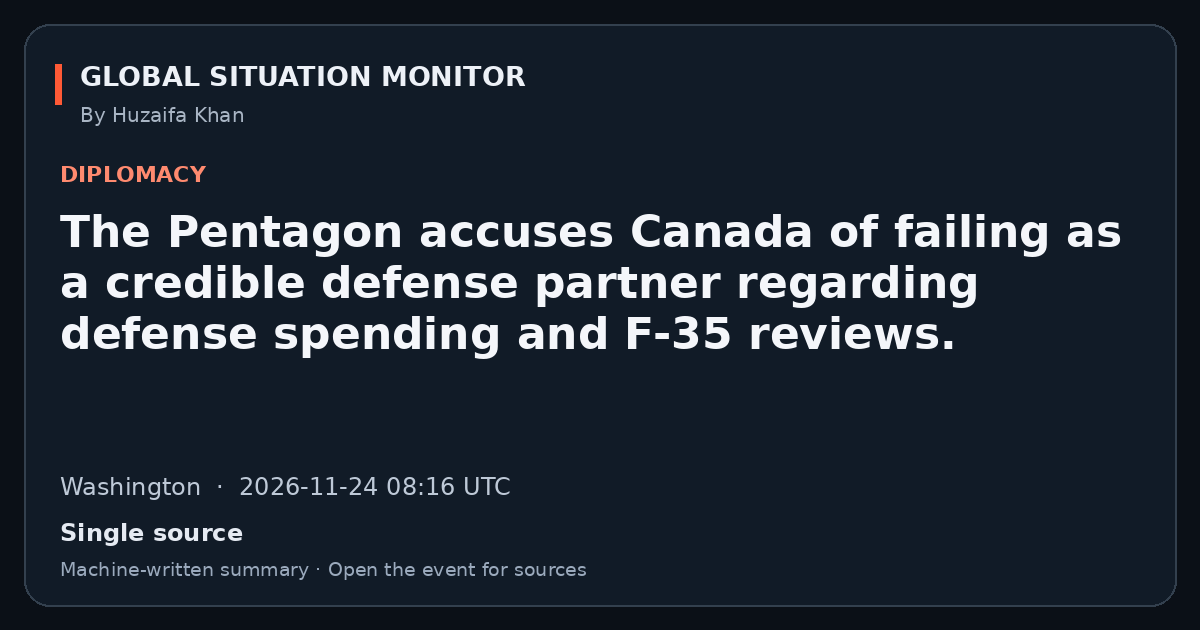 GLOBAL SITUATION MONITOR
By Huzaifa Khan
DIPLOMACY
The Pentagon accuses Canada of failing as
a credible defense partner regarding
defense spending and F-35 reviews.
Washington · 2026-11-24 08:16 UTC
Single source
Machine-written summary · Open the event for sources